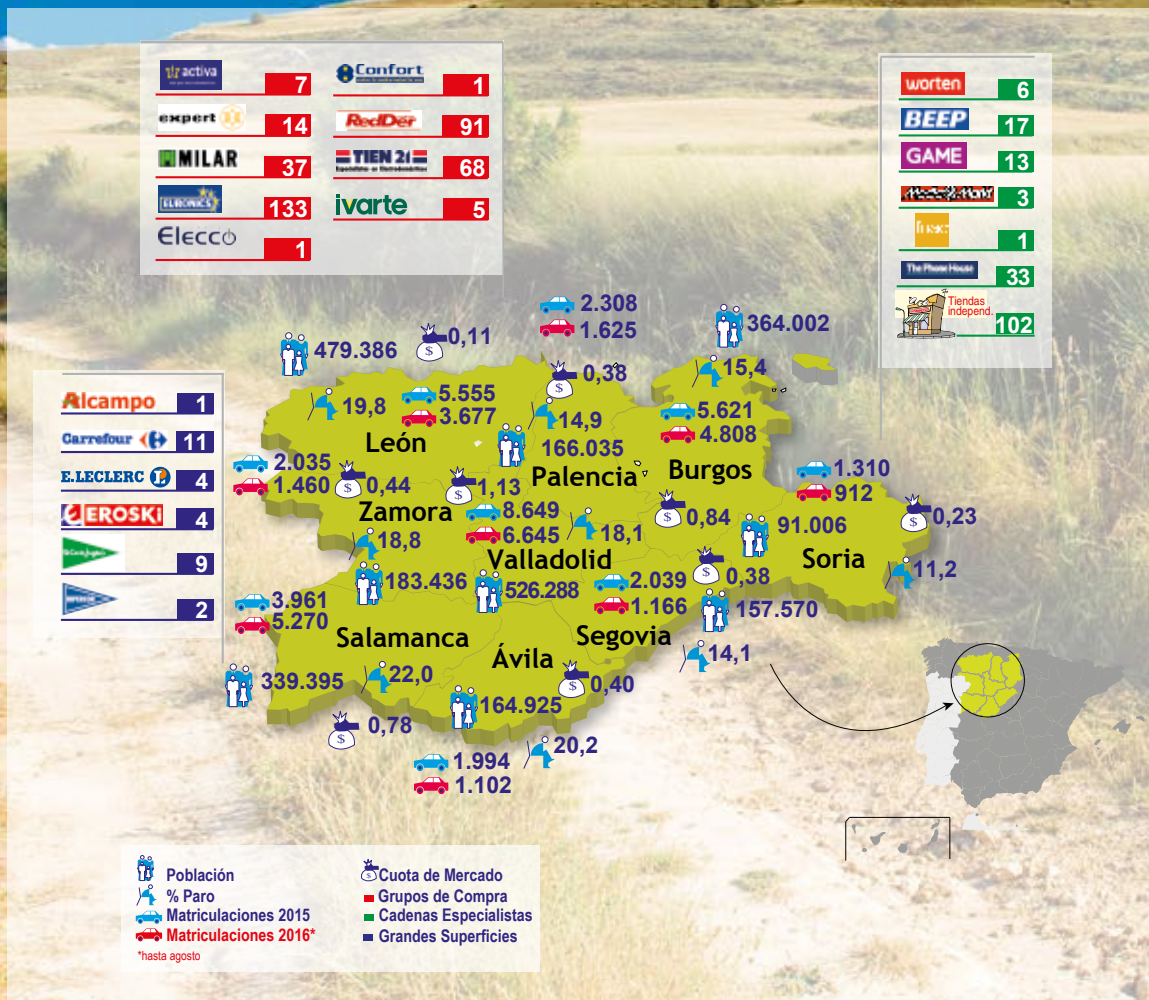 activa 7
Confort 1
expert 14
RedDer 91
MILAR 37
TIEN 21 68
EURONICS 133
ivarte 5
Elecco 1
worten 6
BEEP 17
GAME 13
Media Markt 3
fnac 1
The Phone House 33
Tiendas
independ.
102
Alcampo 1
Carrefour 11
E.LECLERC 4
EROSKI 4
El Corte Inglés 9
HIPERCOR 2
479.386
0,11
19,8
5.555
3.677
León
2.308
1.625
0,38
14,9
166.035
Palencia
364.002
15,4
5.621
4.808
Burgos
0,84
2.035
1.460
0,44
Zamora
18,8
183.436
1,13
8.649
6.645
18,1
Valladolid
526.288
1.310
912
91.006
0,23
Soria
11,2
3.961
5.270
Salamanca
339.395
22,0
0,78
Ávila
164.925
0,40
1.994
1.102
20,2
2.039
1.166
0,38
Segovia
157.570
14,1
Población
% Paro
Matriculaciones 2015
Matriculaciones 2016*
*hasta agosto
Cuota de Mercado
Grupos de Compra
Cadenas Especialistas
Grandes Superficies